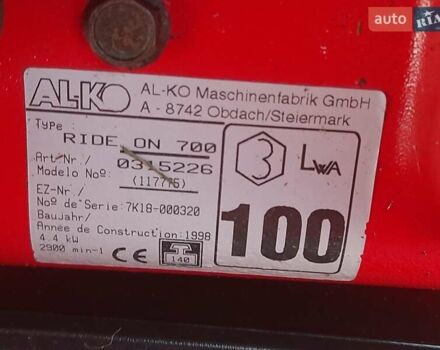 auto RIA
AL-KO
AL-KO Maschinenfabrik GmbH
A - 8742 Obdach/Steiermark
Type :
RIDE ON 700
Art-Nr./
Modelo Noº: 0315226
(117775)
EZ-Nr./
Noº de Serie: 7K18-000320
Baujahr/
Année de Construction: 1998
4.4 kW
2900 min-1
CE
140
3
LWA
100